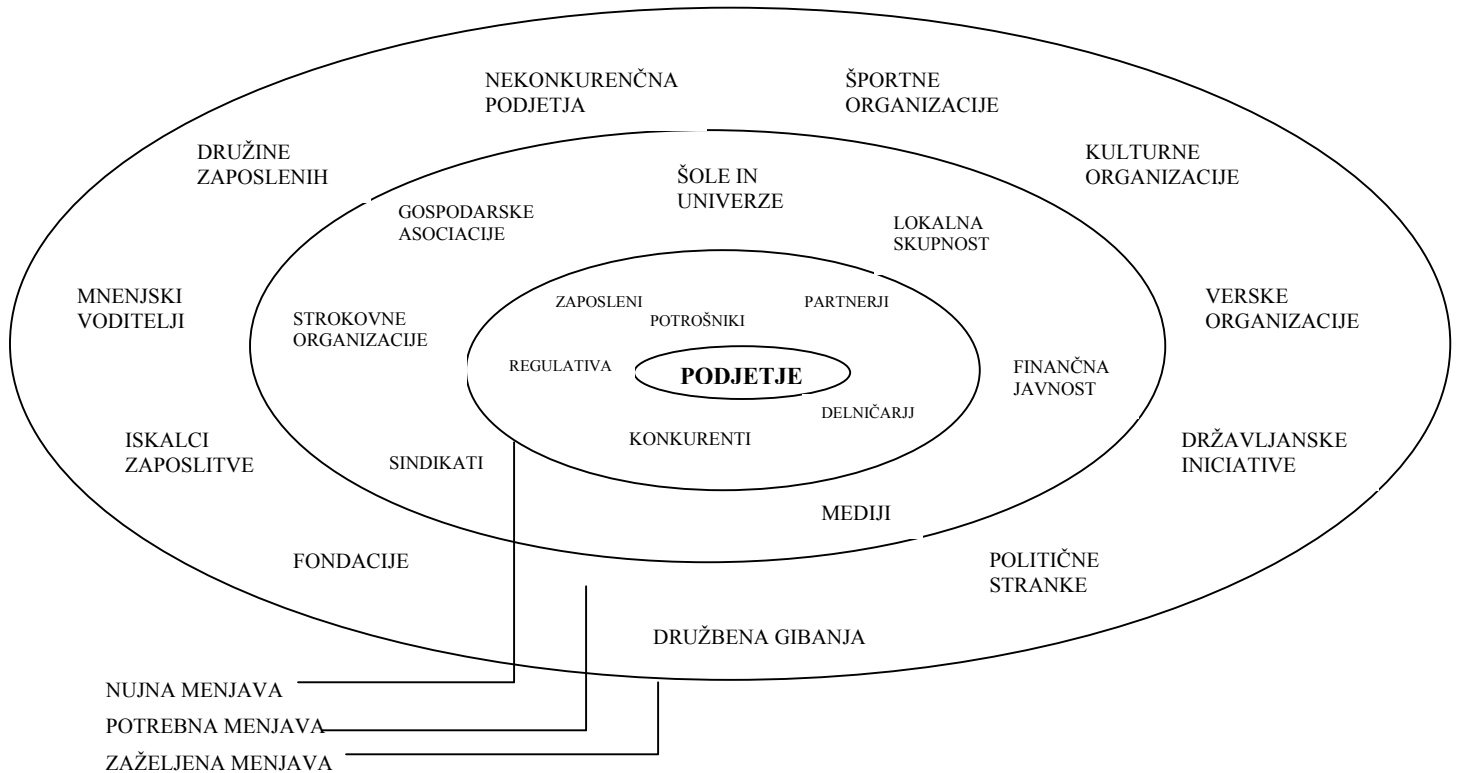 NEKONKURENČNA
PODJETJA
ŠPORTNE
ORGANIZACIJE
DRUŽINE
ZAPOSLENIH
KULTURNE
ORGANIZACIJE
ŠOLE IN
UNIVERZE
GOSPODARSKE
ASOCIACIJE
LOKALNA
SKUPNOST
MNENJSKI
VODITELJI
STROKOVNE
ORGANIZACIJE
ZAPOSLENI
PARTNERJI
POTROŠNIKI
VERSKE
ORGANIZACIJE
REGULATIVA
PODJETJE
FINANČNA
JAVNOST
DELNIČARJJ
KONKURENTI
ISKALCI
ZAPOSLITVE
SINDIKATI
DRŽAVLJANSKE
INICIATIVE
MEDIJI
FONDACIJE
POLITIČNE
STRANKE
DRUŽBENA GIBANJA
NUJNA MENJAVA
POTREBNA MENJAVA
ZAŽELJENA MENJAVA